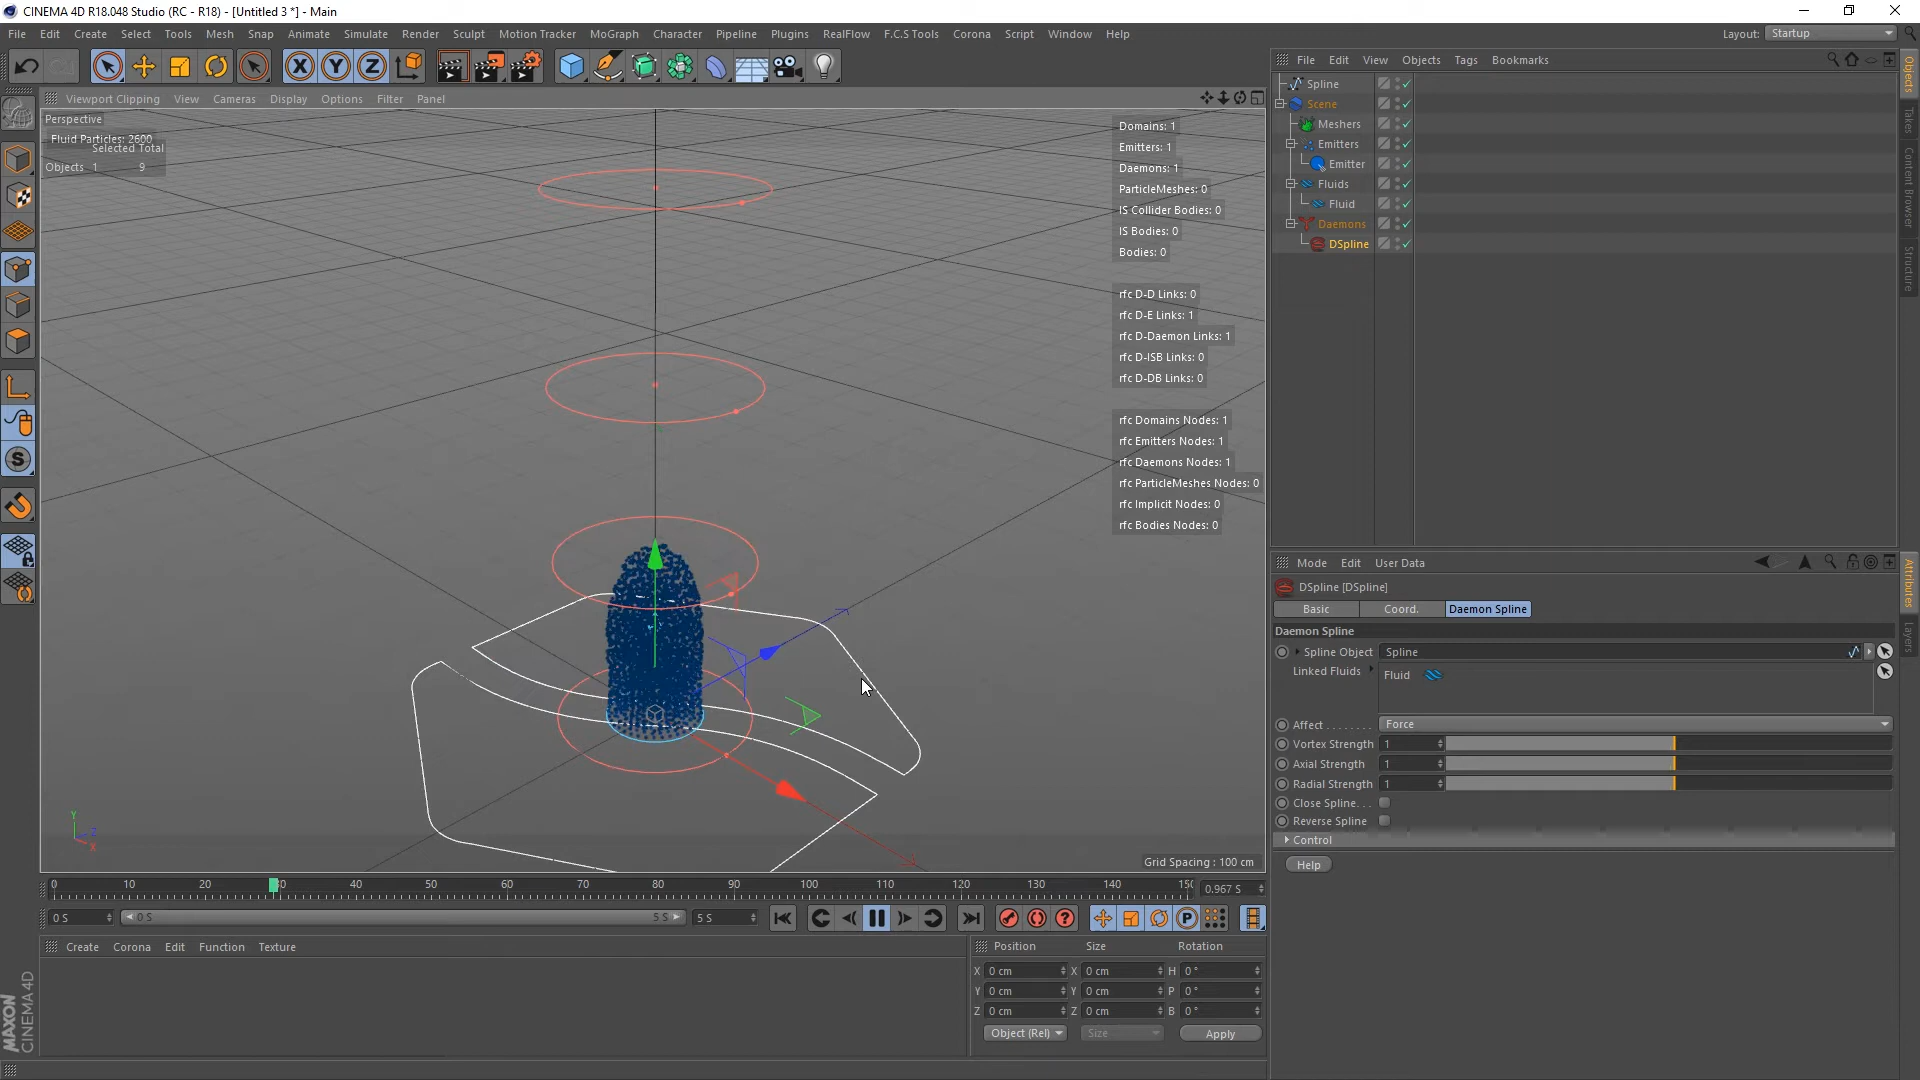 CINEMA 4D R18.048 Studio (RC - R18) - [Untitled 3 *] - Main
File Edit Create Select Tools Mesh Snap Animate Simulate Render Sculpt Motion Tracker MoGraph Character Pipeline Plugins RealFlow F.C.S Tools Corona Script Window Help
Layout: Startup
X Y Z
Viewport Clipping View Cameras Display Options Filter Panel
Perspective
Fluid Particles: 2600
Selected Total
Objects 1 9
Domains: 1
Emitters: 1
Daemons: 1
ParticleMeshes: 0
IS Collider Bodies: 0
IS Bodies: 0
Bodies: 0
rfc D-D Links: 0
rfc D-E Links: 1
rfc D-Daemon Links: 1
rfc D-ISB Links: 0
rfc D-DB Links: 0
rfc Domains Nodes: 1
rfc Emitters Nodes: 1
rfc Daemons Nodes: 1
rfc ParticleMeshes Nodes: 0
rfc Implicit Nodes: 0
rfc Bodies Nodes: 0
Y
Z
X
Grid Spacing : 100 cm
File Edit View Objects Tags Bookmarks
Spline
Scene
Meshers
Emitters
Emitter
Fluids
Fluid
Daemons
DSpline
Objects
Takes
Content Browser
Structure
Mode Edit User Data
DSpline [DSpline]
Basic Coord. Daemon Spline
Daemon Spline
Spline Object Spline
Linked Fluids Fluid
Affect . . . . . . . . Force
Vortex Strength 1
Axial Strength 1
Radial Strength 1
Close Spline. . .
Reverse Spline
Control
Help
Attributes
Layers
0 10 20 30 40 50 60 70 80 90 100 110 120 130 140 150
0.967 S
0 S 0 S 5 S 5 S
Create Corona Edit Function Texture
Position Size Rotation
X 0 cm X 0 cm H 0 °
Y 0 cm Y 0 cm P 0 °
Z 0 cm Z 0 cm B 0 °
Object (Rel) Size Apply
MAXON
CINEMA 4D